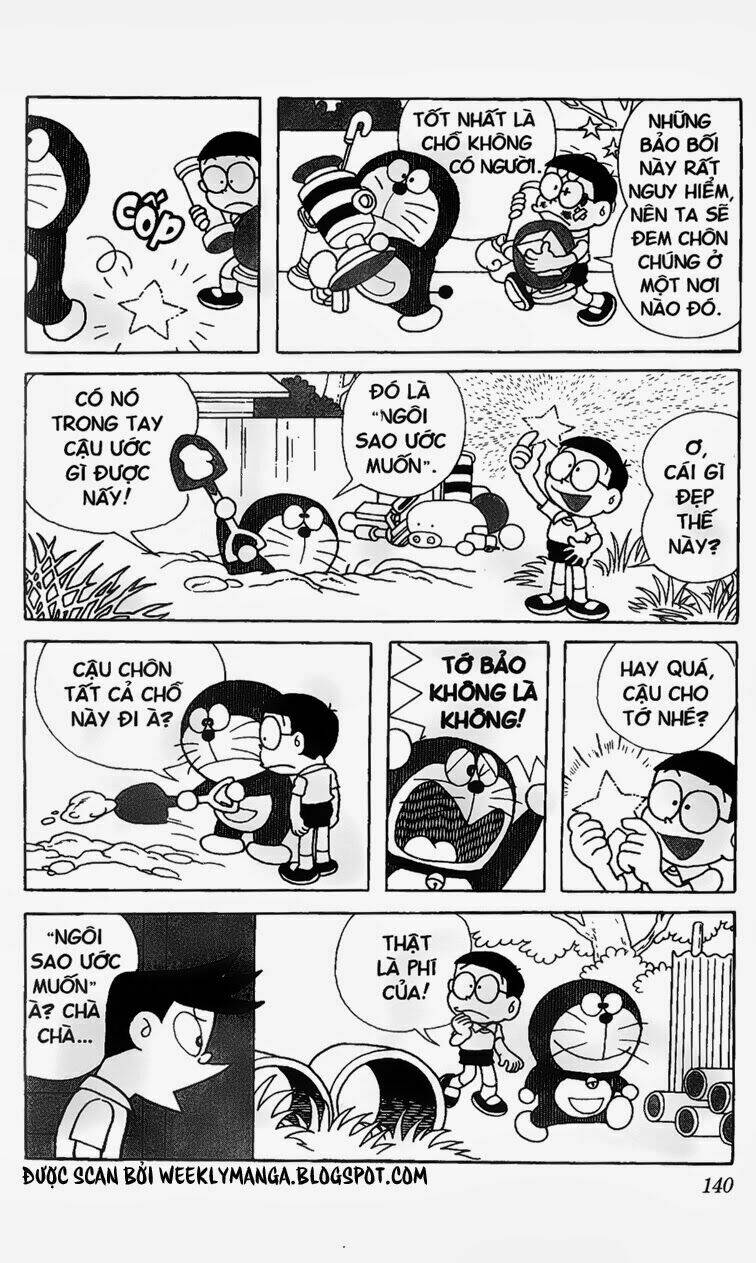 NHỮNG
BẢO BỐI
NÀY RẤT
NGUY HIỂM,
NÊN TA SẼ
ĐEM CHÔN
CHÚNG Ở
MỘT NƠI
NÀO ĐÓ.
TỐT NHẤT LÀ
CHỖ KHÔNG
CÓ NGƯỜI.
CỐP
Ơ,
CÁI GÌ
ĐẸP
THẾ
NÀY?
ĐÓ LÀ
"NGÔI
SAO ƯỚC
MUỐN".
CÓ NÓ
TRONG TAY
CẬU ƯỚC
GÌ ĐƯỢC
NẤY!
HAY QUÁ,
CẬU CHO
TỚ NHÉ?
TỚ BẢO
KHÔNG LÀ
KHÔNG!
CẬU CHÔN
TẤT CẢ CHỖ
NÀY ĐI À?
THẬT
LÀ PHÍ
CỦA!
"NGÔI
SAO ƯỚC
MUỐN"
À? CHÀ
CHÀ...
ĐƯỢC SCAN BỞI WEEKLYMANGA.BLOGSPOT.COM
140